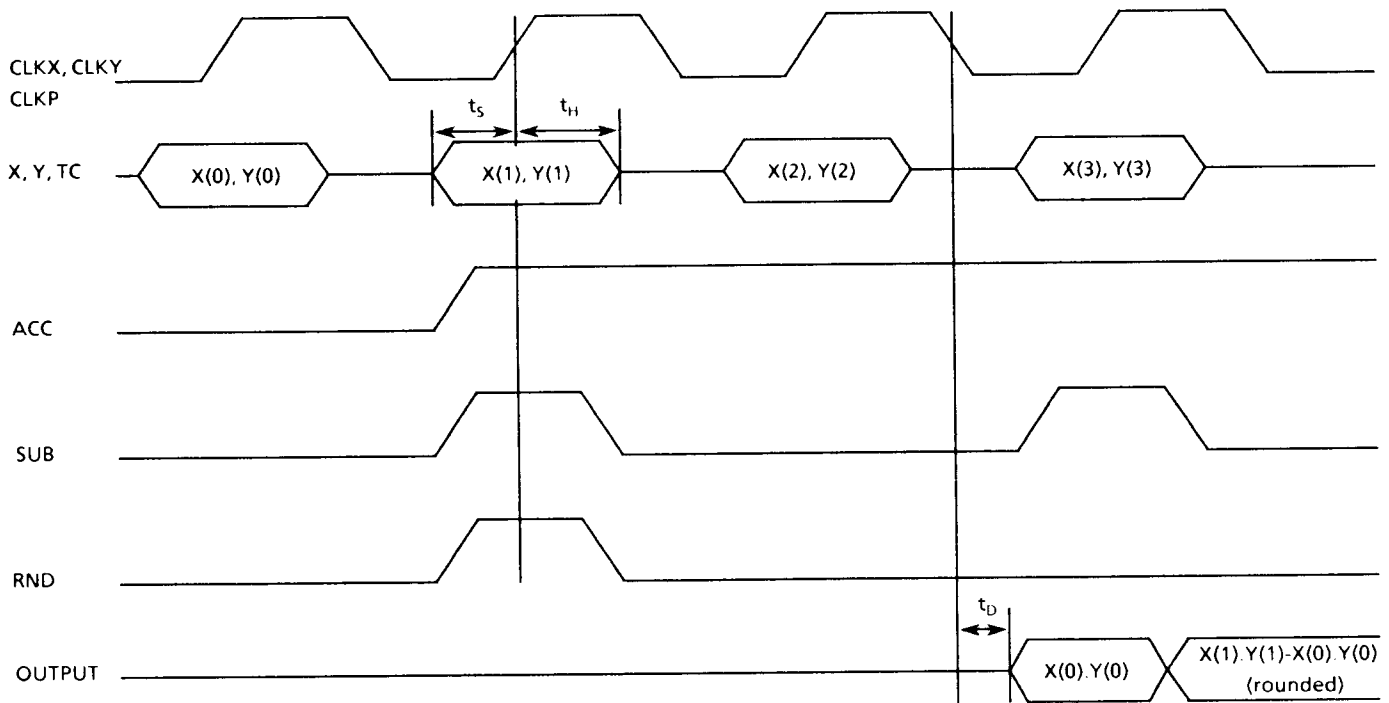 CLKX, CLKY
CLKP
tS
tH
X, Y, TC
X(0), Y(0)
X(1), Y(1)
X(2), Y(2)
X(3), Y(3)
ACC
SUB
RND
tD
OUTPUT
X(0).Y(0)
X(1).Y(1)-X(0).Y(0)
(rounded)